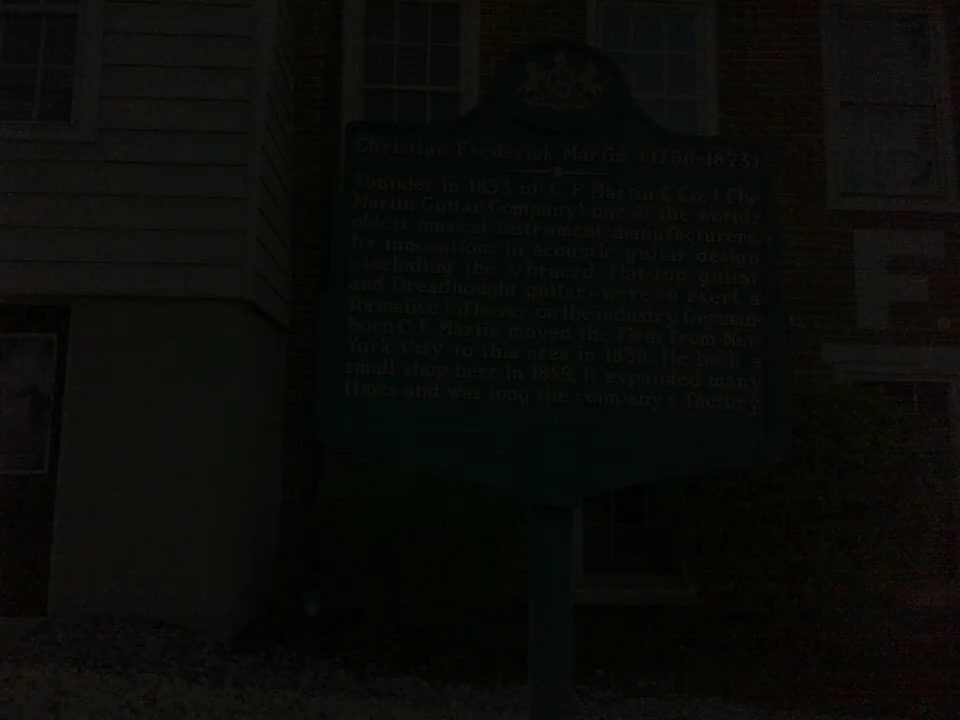 Christian Frederick Martin (1796-1873)
Founder in 1833 of C. F. Martin & Co. (The
Martin Guitar Company) one of the world's
oldest musical instrument manufacturers.
Its innovations in acoustic guitar design
--including the x-braced flat-top guitar
and Dreadnought guitar--were to exert a
formative influence on the industry. German-
born C. F. Martin moved the firm from New
York City to this area in 1838. He built a
small shop here in 1859. It expanded many
times and was long the company's factory.
F